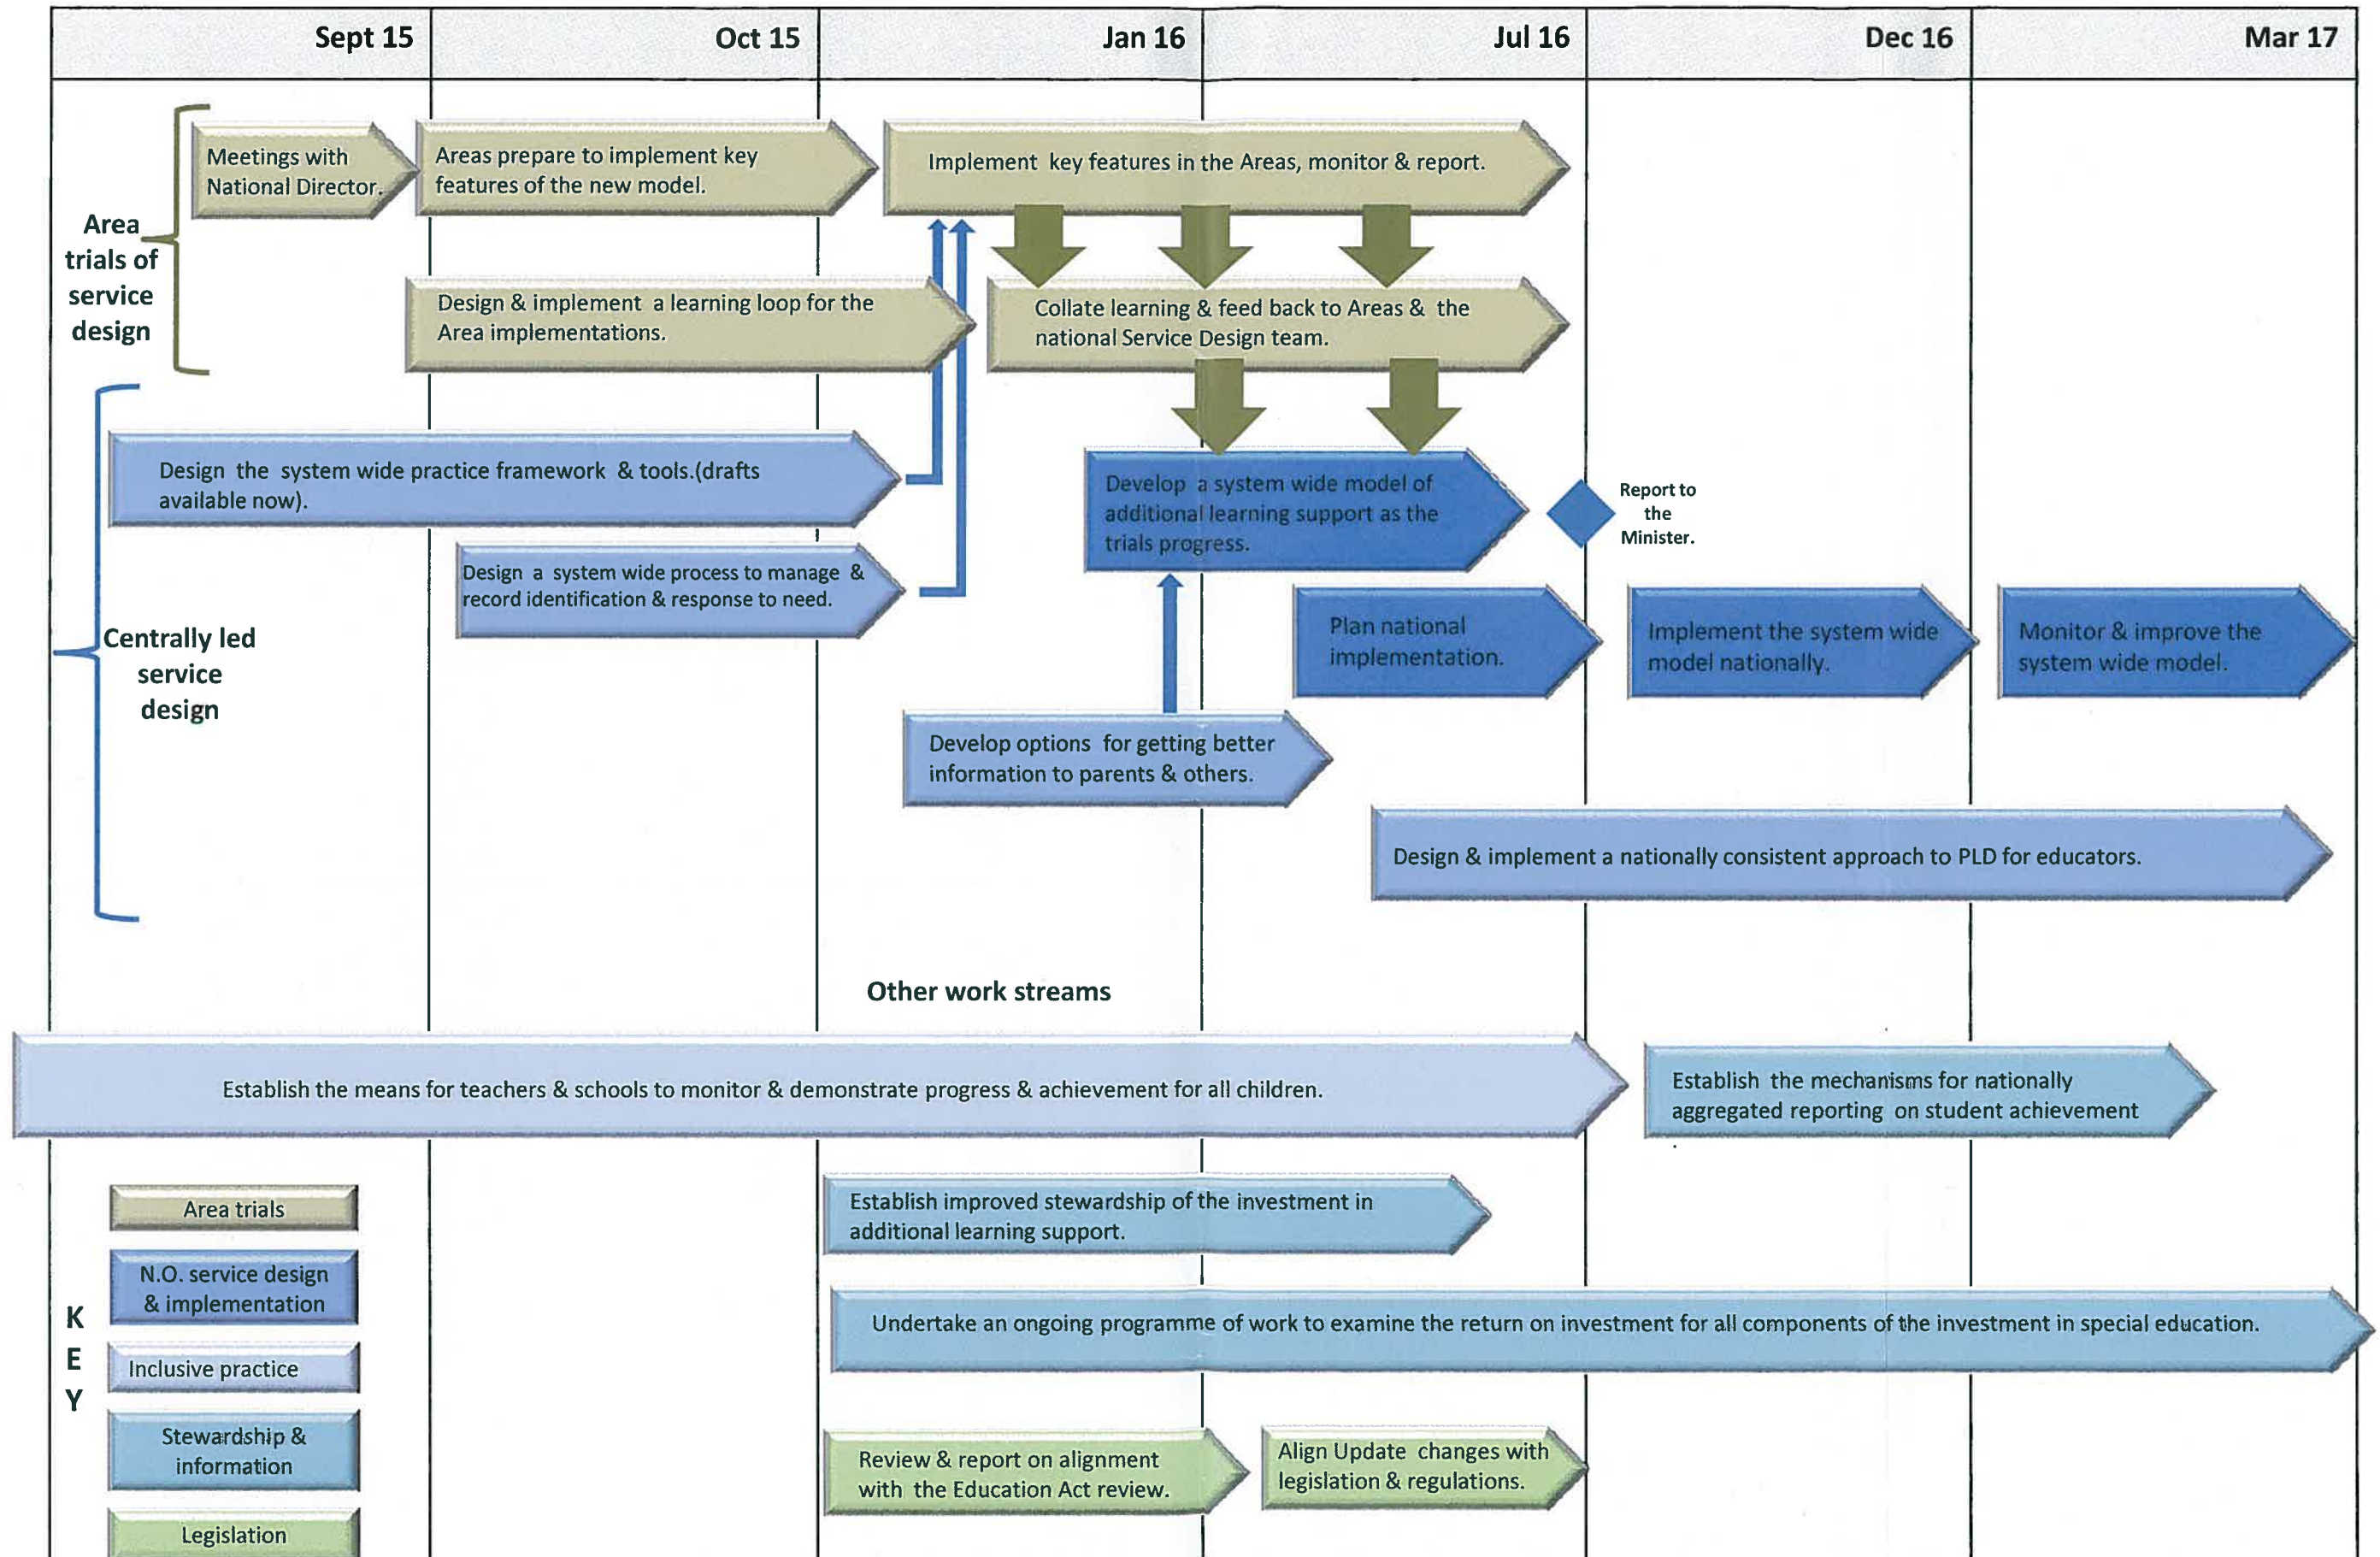 Sept 15
Oct 15
Jan 16
Jul 16
Dec 16
Mar 17
Area
trials of
service
design
Meetings with
National Director.
Areas prepare to implement key
features of the new model.
Implement key features in the Areas, monitor & report.
Design & implement a learning loop for the
Area implementations.
Collate learning & feed back to Areas & the
national Service Design team.
Centrally led
service
design
Design the system wide practice framework & tools.(drafts
available now).
Develop a system wide model of
additional learning support as the
trials progress.
Report to
the
Minister.
Design a system wide process to manage &
record identification & response to need.
Plan national
implementation.
Implement the system wide
model nationally.
Monitor & improve the
system wide model.
Develop options for getting better
information to parents & others.
Design & implement a nationally consistent approach to PLD for educators.
Other work streams
Establish the means for teachers & schools to monitor & demonstrate progress & achievement for all children.
Establish the mechanisms for nationally
aggregated reporting on student achievement
Establish improved stewardship of the investment in
additional learning support.
Undertake an ongoing programme of work to examine the return on investment for all components of the investment in special education.
Review & report on alignment
with the Education Act review.
Align Update changes with
legislation & regulations.
K
E
Y
Area trials
N.O. service design
& implementation
Inclusive practice
Stewardship &
information
Legislation